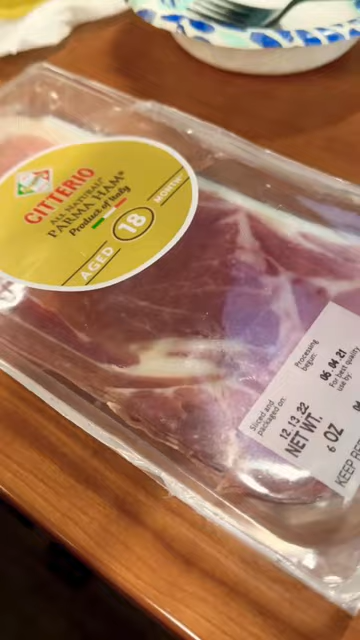 CITTERIO
ALL NATURAL*
PARMA HAM
Product of Italy
AGED 18 MONTHS
Processing
begun:
06.04.21
For best quality
use by:
Sliced and
packaged on:
12.13.22
NET WT.
6 OZ
KEEP